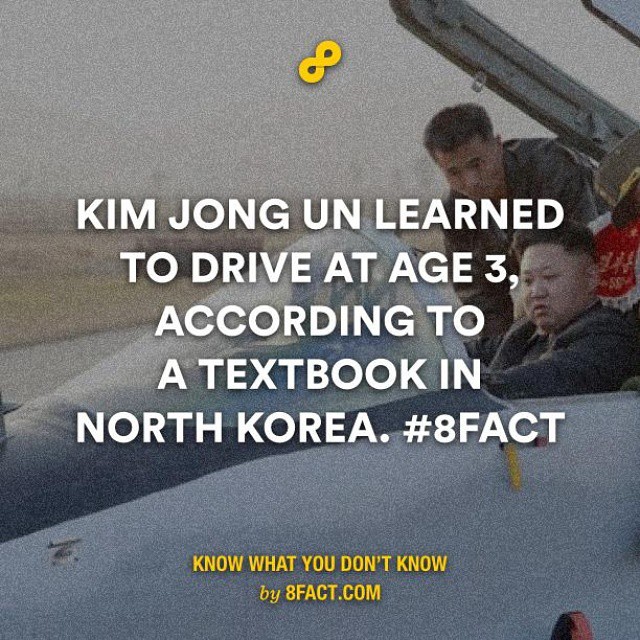 KIM JONG UN LEARNED
TO DRIVE AT AGE 3,
ACCORDING TO
A TEXTBOOK IN
NORTH KOREA. #8FACT
KNOW WHAT YOU DON'T KNOW
by 8FACT.COM